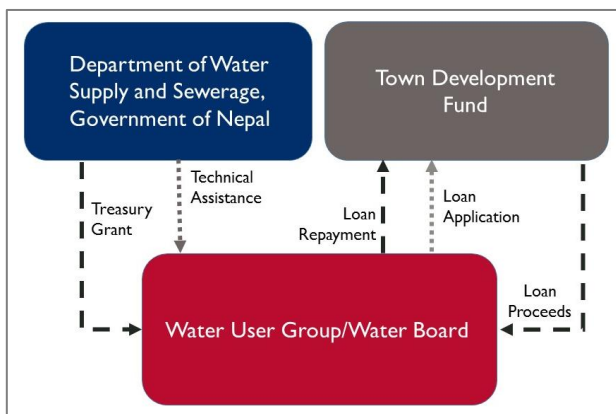 Department of Water
Supply and Sewerage,
Government of Nepal
Town Development
Fund
Treasury
Grant
Technical
Assistance
Loan
Repayment
Loan
Application
Loan
Proceeds
Water User Group/Water Board